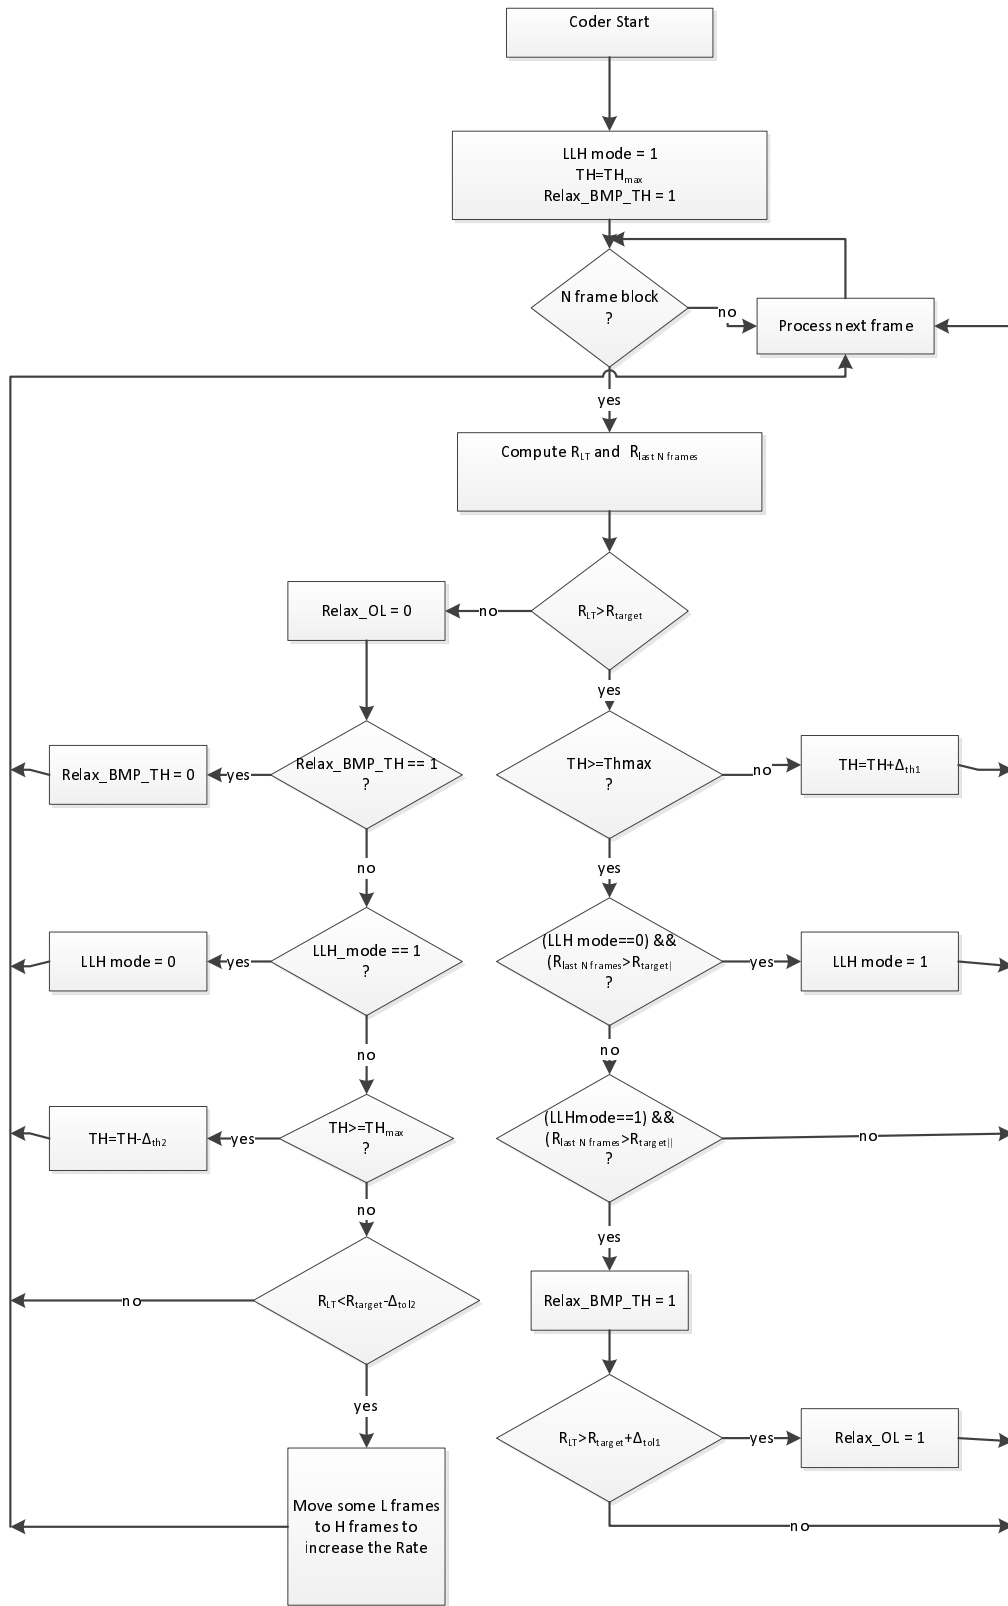 Coder Start
LLH mode = 1
TH=THmax
Relax_BMP_TH = 1
N frame block
?
no
Process next frame
yes
Compute RLT and Rlast N frames
Relax_OL = 0
no
RLT>Rtarget
yes
Relax_BMP_TH = 0
yes
Relax_BMP_TH == 1
?
TH>=Thmax
?
no
TH=TH+Δth1
no
yes
LLH mode = 0
yes
LLH_mode == 1
?
(LLH mode==0) &&
(Rlast N frames>Rtarget|
?
yes
LLH mode = 1
no
no
TH=TH-Δth2
yes
TH>=THmax
?
(LLHmode==1) &&
(Rlast N frames>Rtarget||
?
no
no
yes
no
RLT<Rtarget-Δtol2
Relax_BMP_TH = 1
yes
RLT>Rtarget+Δtol1
yes
Relax_OL = 1
Move some L frames
to H frames to
increase the Rate
no